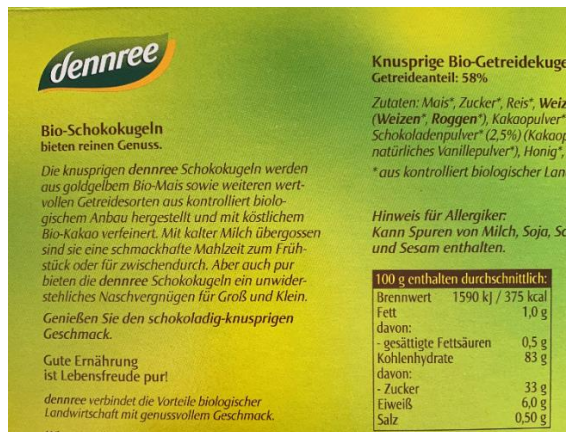 dennree
Bio-Schokokugeln
bieten reinen Genuss.
Die knusprigen dennree Schokokugeln werden
aus goldgelbem Bio-Mais sowie weiteren wert-
vollen Getreidesorten aus kontrolliert biolo-
gischem Anbau hergestellt und mit köstlichem
Bio-Kakao verfeinert. Mit kalter Milch übergossen
sind sie eine schmackhafte Mahlzeit zum Früh-
stück oder für zwischendurch. Aber auch pur
bieten die dennree Schokokugeln ein unwider-
stehliches Naschvergnügen für Groß und Klein.
Genießen Sie den schokoladig-knusprigen
Geschmack.
Gute Ernährung
ist Lebensfreude pur!
dennree verbindet die Vorteile biologischer
Landwirtschaft mit genussvollem Geschmack.
Knusprige Bio-Getreidekuge
Getreideanteil: 58%
Zutaten: Mais*, Zucker*, Reis*, Weiz
(Weizen*, Roggen*), Kakaopulver*
Schokoladenpulver* (2,5%) (Kakaop
natürliches Vanillepulver*), Honig*,
*aus kontrolliert biologischer Lan
Hinweis für Allergiker:
Kann Spuren von Milch, Soja, Sc
und Sesam enthalten.
100 g enthalten durchschnittlich:
Brennwert 1590 kJ / 375 kcal
Fett 1,0 g
davon:
- gesättigte Fettsäuren 0,5 g
Kohlenhydrate 83 g
davon:
- Zucker 33 g
Eiweiß 6,0 g
Salz 0,50 g